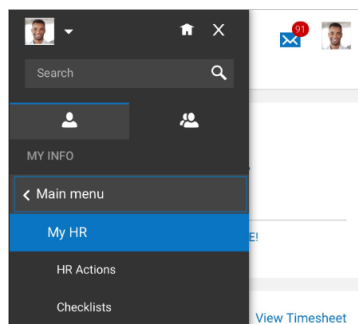 X
91
Search
MY INFO
Main menu
My HR
E!
HR Actions
Checklists
View Timesheet